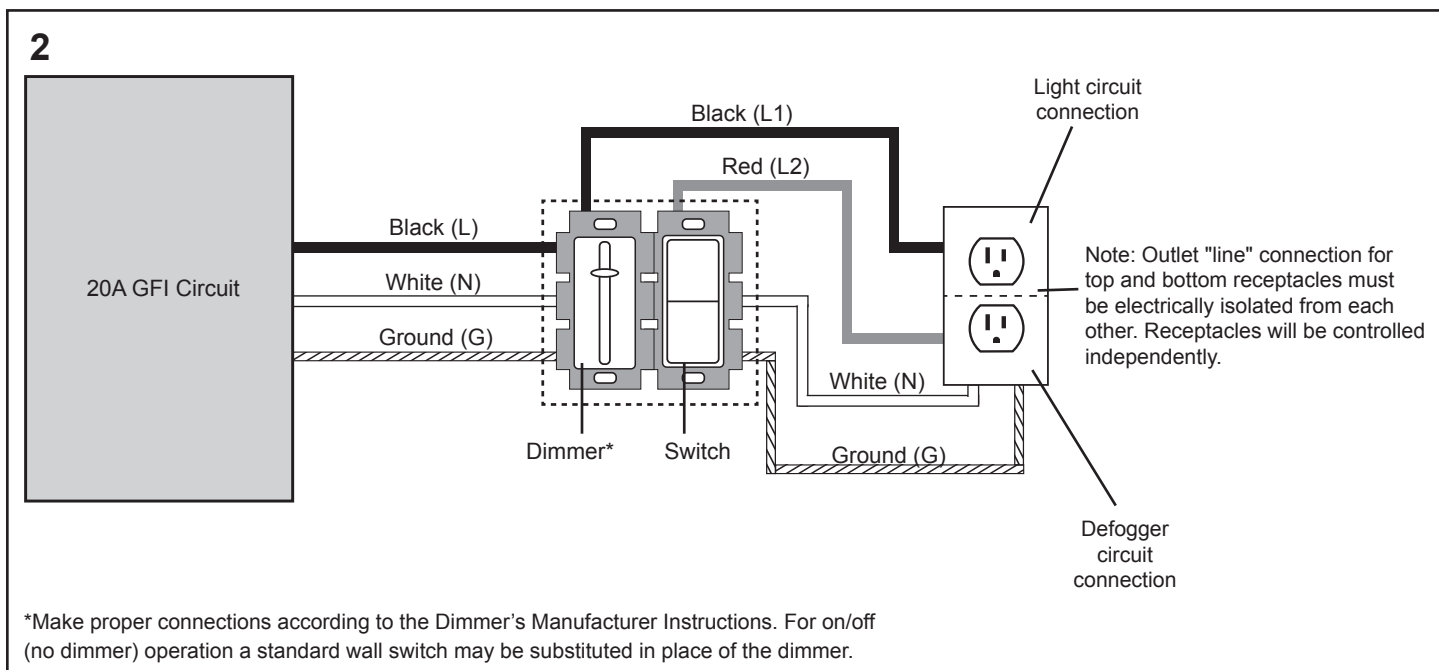 2
20A GFI Circuit
Black (L)
White (N)
Ground (G)
Black (L1)
Red (L2)
Dimmer*
Switch
White (N)
Ground (G)
Light circuit
connection
Note: Outlet "line" connection for
top and bottom receptacles must
be electrically isolated from each
other. Receptacles will be controlled
independently.
Defogger
circuit
connection
*Make proper connections according to the Dimmer’s Manufacturer Instructions. For on/off
(no dimmer) operation a standard wall switch may be substituted in place of the dimmer.